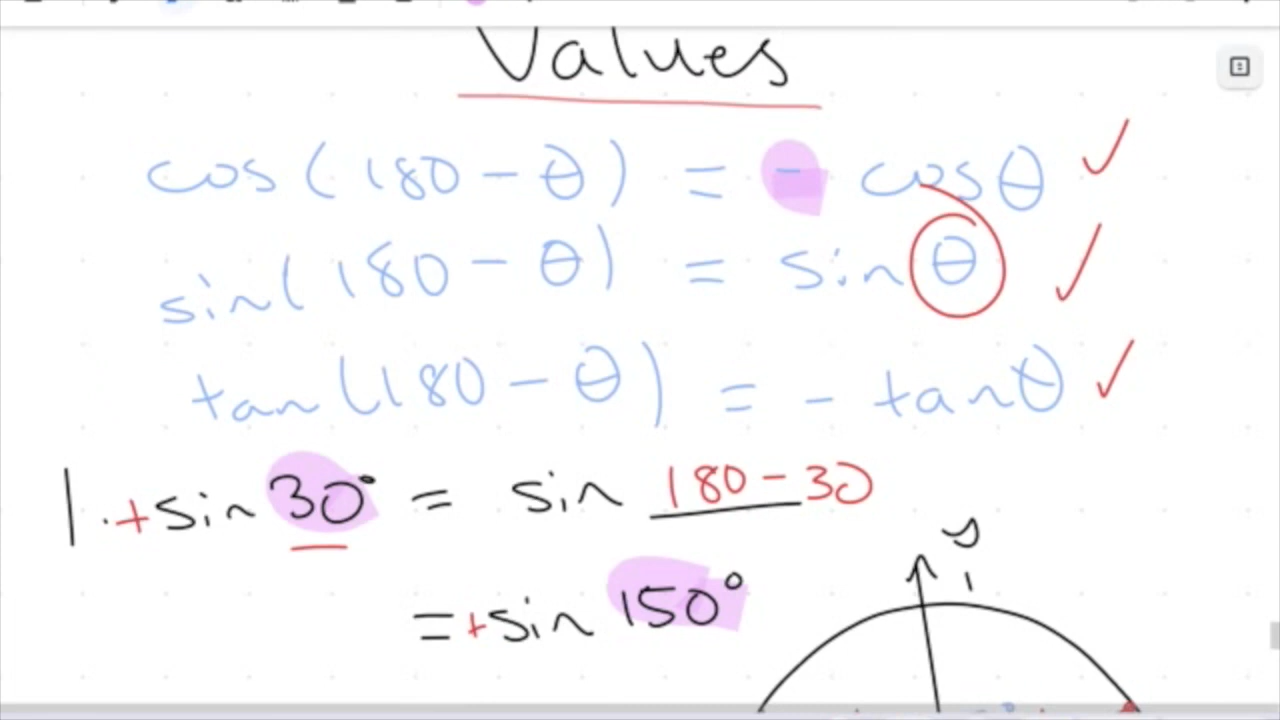 Values
cos(180 - θ) = - cosθ ✓
sin(180 - θ) = sinθ ✓
tan(180 - θ) = - tanθ ✓
1. +sin 30° = sin 180 - 30
= +sin 150°
y
1